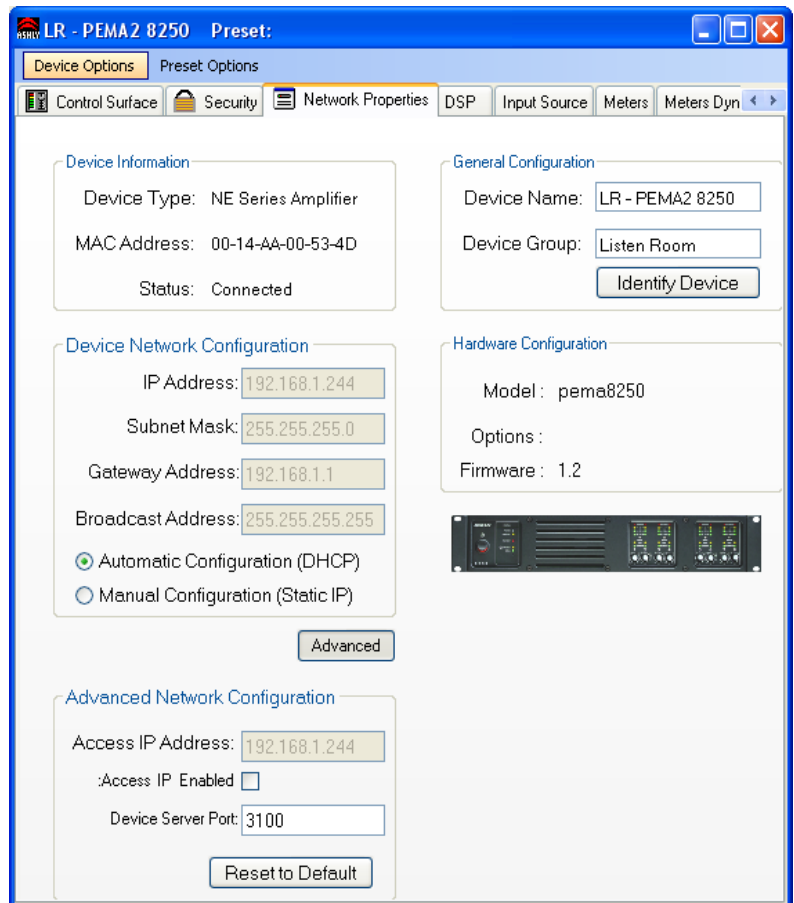 ASHLY LR - PEMA2 8250 Preset:
Device Options Preset Options
Control Surface Security Network Properties DSP Input Source Meters Meters Dyn
Device Information
Device Type: NE Series Amplifier
MAC Address: 00-14-AA-00-53-4D
Status: Connected
General Configuration
Device Name: LR - PEMA2 8250
Device Group: Listen Room
Identify Device
Device Network Configuration
IP Address: 192.168.1.244
Subnet Mask: 255.255.255.0
Gateway Address: 192.168.1.1
Broadcast Address: 255.255.255.255
Automatic Configuration (DHCP)
Manual Configuration (Static IP)
Advanced
Hardware Configuration
Model : pema8250
Options :
Firmware : 1.2
Advanced Network Configuration
Access IP Address: 192.168.1.244
:Access IP Enabled
Device Server Port: 3100
Reset to Default